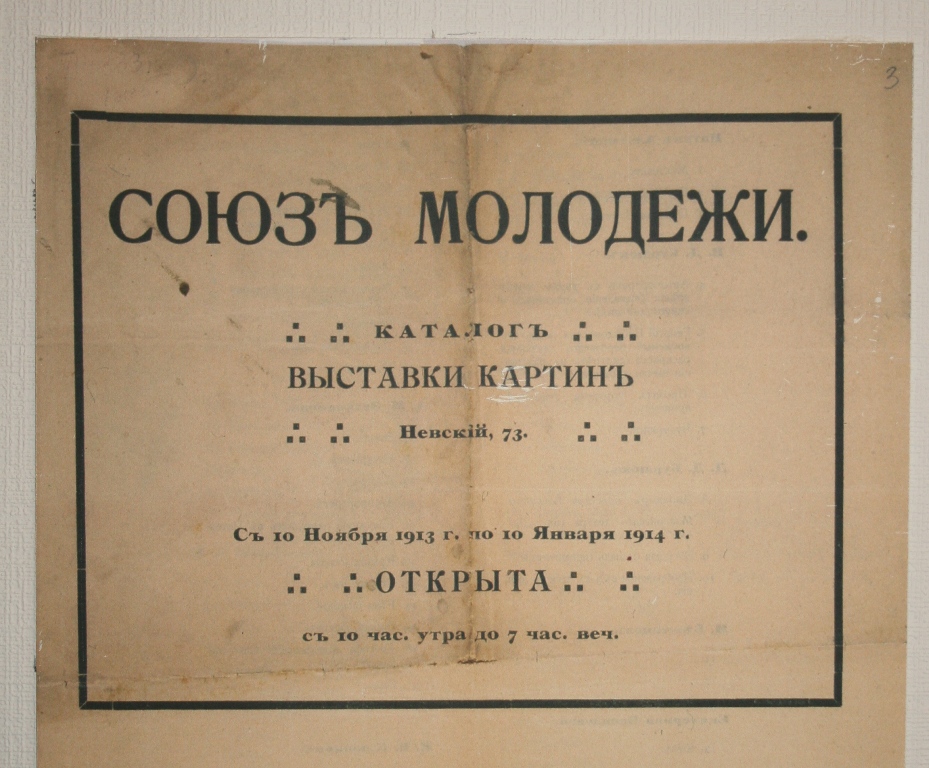 3
СОЮЗЪ МОЛОДЕЖИ.
КАТАЛОГЪ
ВЫСТАВКИ КАРТИНЪ
Невскій, 73.
Съ 10 Ноября 1913 г. по 10 Января 1914 г.
ОТКРЫТА
съ 10 час. утра до 7 час. веч.